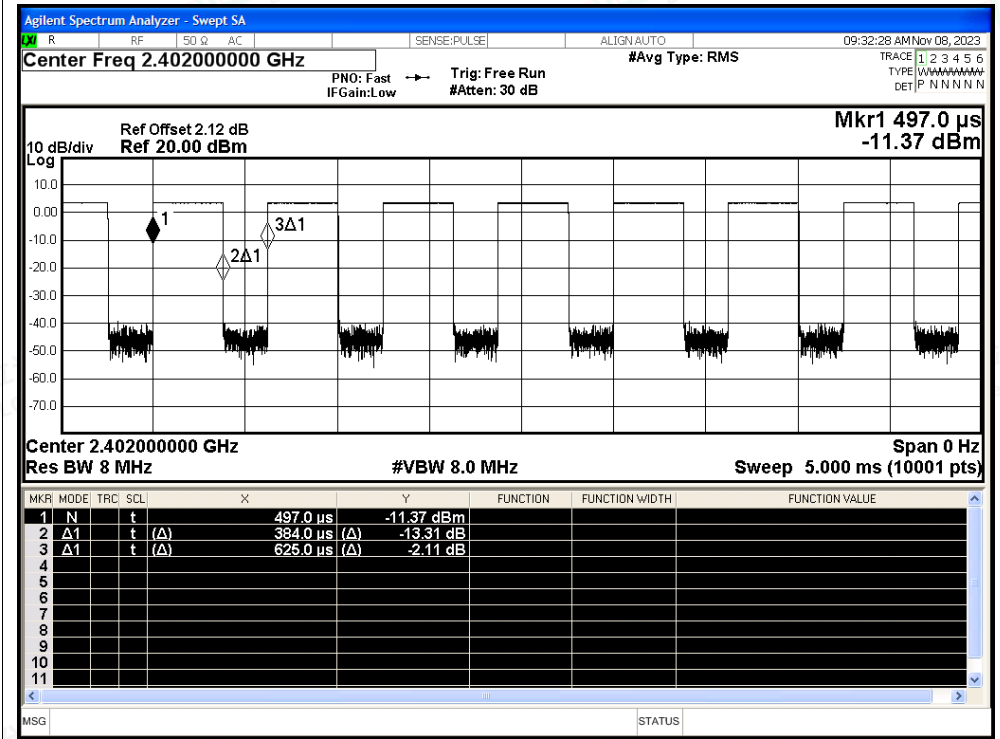 Agilent Spectrum Analyzer - Swept SA
LXI R RF 50 Ω AC SENSE:PULSE ALIGN AUTO 09:32:28 AM Nov 08, 2023
Center Freq 2.402000000 GHz #Avg Type: RMS TRACE 1 2 3 4 5 6
PNO: Fast Trig: Free Run TYPE WWWWWW
IFGain:Low #Atten: 30 dB DET P N N N N N
Mkr1 497.0 µs
-11.37 dBm
Ref Offset 2.12 dB
10 dB/div Ref 20.00 dBm
Log
10.0
0.00
-10.0
-20.0
-30.0
-40.0
-50.0
-60.0
-70.0
1
2Δ1
3Δ1
Center 2.402000000 GHz Span 0 Hz
Res BW 8 MHz #VBW 8.0 MHz Sweep 5.000 ms (10001 pts)
MKR MODE TRC SCL X Y FUNCTION FUNCTION WIDTH FUNCTION VALUE
1 N t 497.0 µs -11.37 dBm
2 Δ1 t (Δ) 384.0 µs (Δ) -13.31 dB
3 Δ1 t (Δ) 625.0 µs (Δ) -2.11 dB
4
5
6
7
8
9
10
11
MSG STATUS